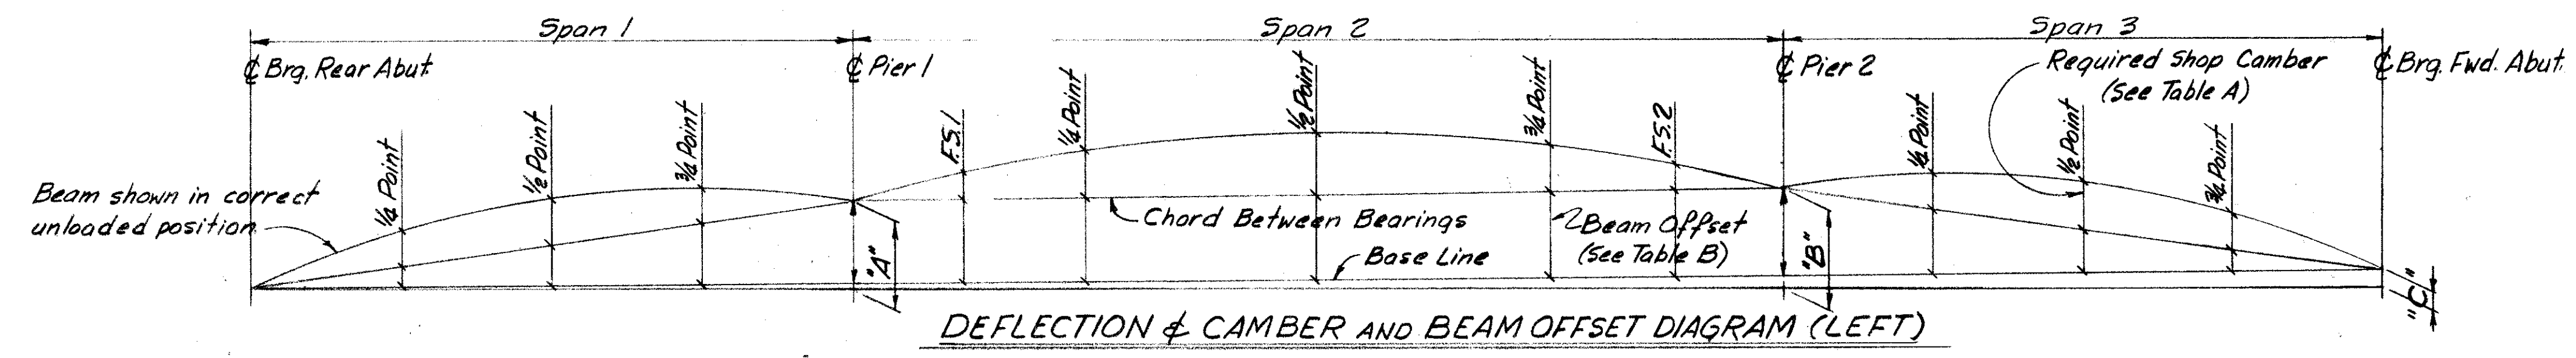 Span 1
Span 2
Span 3
℄ Brg. Rear Abut.
℄ Pier 1
℄ Pier 2
℄ Brg. Fwd. Abut.
Required Shop Camber
(See Table A)
1/4 Point
1/2 Point
3/4 Point
F.S.1
1/4 Point
1/2 Point
3/4 Point
F.S.2
1/4 Point
1/2 Point
3/4 Point
Beam shown in correct
unloaded position
Chord Between Bearings
Beam Offset
(See Table B)
Base Line
"A"
"B"
"C"
DEFLECTION & CAMBER AND BEAM OFFSET DIAGRAM (LEFT)